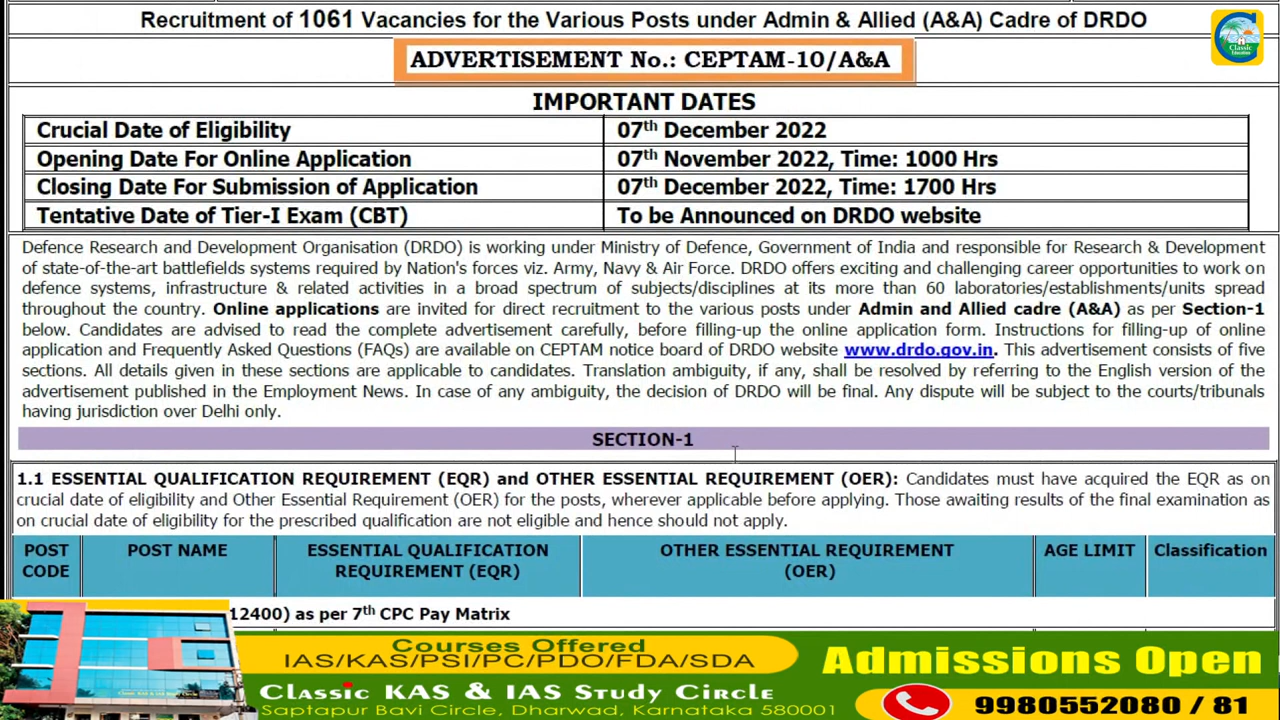 Recruitment of 1061 Vacancies for the Various Posts under Admin & Allied (A&A) Cadre of DRDO
Classic
Education
ADVERTISEMENT No.: CEPTAM-10/A&A
IMPORTANT DATES
Crucial Date of Eligibility 07th December 2022
Opening Date For Online Application 07th November 2022, Time: 1000 Hrs
Closing Date For Submission of Application 07th December 2022, Time: 1700 Hrs
Tentative Date of Tier-I Exam (CBT) To be Announced on DRDO website
Defence Research and Development Organisation (DRDO) is working under Ministry of Defence, Government of India and responsible for Research & Development
of state-of-the-art battlefields systems required by Nation's forces viz. Army, Navy & Air Force. DRDO offers exciting and challenging career opportunities to work on
defence systems, infrastructure & related activities in a broad spectrum of subjects/disciplines at its more than 60 laboratories/establishments/units spread
throughout the country. Online applications are invited for direct recruitment to the various posts under Admin and Allied cadre (A&A) as per Section-1
below. Candidates are advised to read the complete advertisement carefully, before filling-up the online application form. Instructions for filling-up of online
application and Frequently Asked Questions (FAQs) are available on CEPTAM notice board of DRDO website www.drdo.gov.in. This advertisement consists of five
sections. All details given in these sections are applicable to candidates. Translation ambiguity, if any, shall be resolved by referring to the English version of the
advertisement published in the Employment News. In case of any ambiguity, the decision of DRDO will be final. Any dispute will be subject to the courts/tribunals
having jurisdiction over Delhi only.
SECTION-1
1.1 ESSENTIAL QUALIFICATION REQUIREMENT (EQR) and OTHER ESSENTIAL REQUIREMENT (OER): Candidates must have acquired the EQR as on
crucial date of eligibility and Other Essential Requirement (OER) for the posts, wherever applicable before applying. Those awaiting results of the final examination as
on crucial date of eligibility for the prescribed qualification are not eligible and hence should not apply.
POST CODE POST NAME ESSENTIAL QUALIFICATION REQUIREMENT (EQR) OTHER ESSENTIAL REQUIREMENT (OER) AGE LIMIT Classification
12400) as per 7th CPC Pay Matrix
Courses Offered
IAS/KAS/PSI/PC/PDO/FDA/SDA
Classic KAS & IAS Study Circle
Saptapur Bavi Circle, Dharwad, Karnataka 580001
Admissions Open
9980552080 / 81